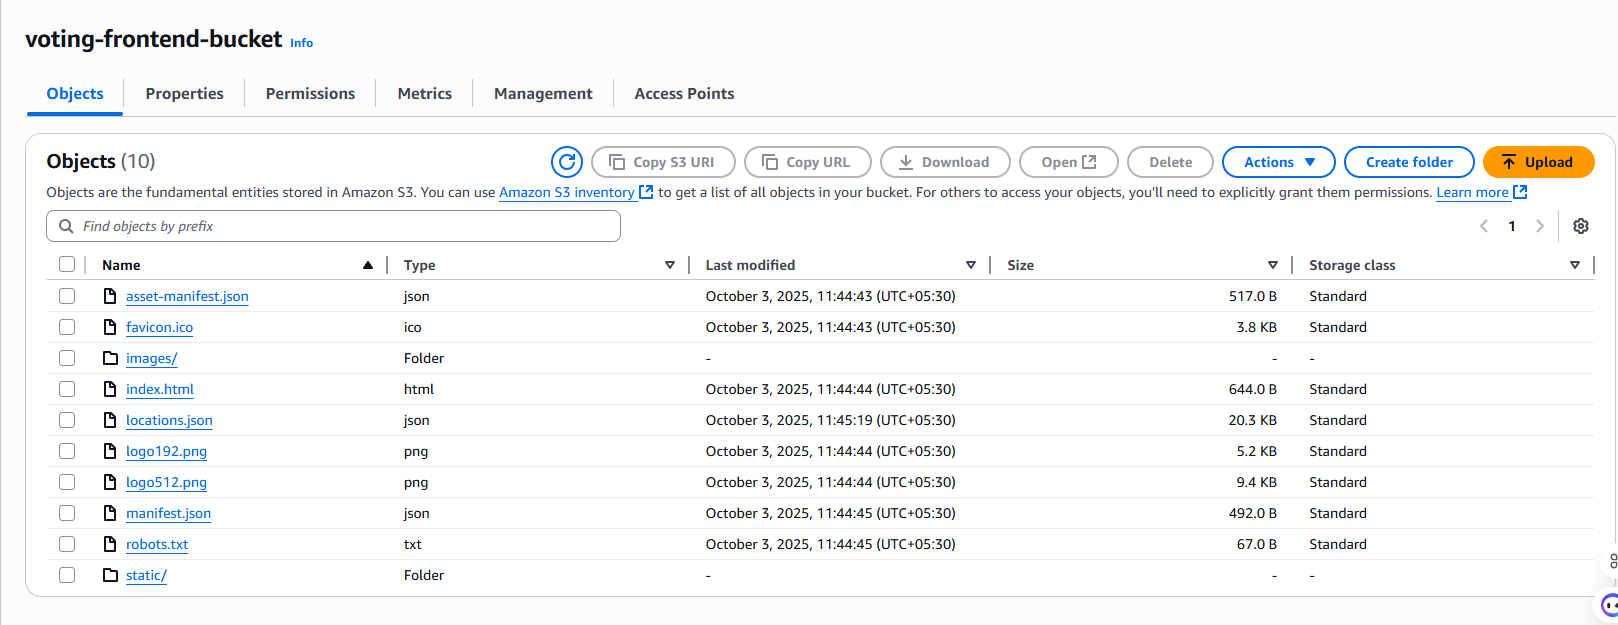 voting-frontend-bucket Info
Objects Properties Permissions Metrics Management Access Points
Objects (10) Copy S3 URI Copy URL Download Open Delete Actions Create folder Upload
Objects are the fundamental entities stored in Amazon S3. You can use Amazon S3 inventory to get a list of all objects in your bucket. For others to access your objects, you'll need to explicitly grant them permissions. Learn more
Find objects by prefix 1
Name Type Last modified Size Storage class
asset-manifest.json json October 3, 2025, 11:44:43 (UTC+05:30) 517.0 B Standard
favicon.ico ico October 3, 2025, 11:44:43 (UTC+05:30) 3.8 KB Standard
images/ Folder - - -
index.html html October 3, 2025, 11:44:44 (UTC+05:30) 644.0 B Standard
locations.json json October 3, 2025, 11:45:19 (UTC+05:30) 20.3 KB Standard
logo192.png png October 3, 2025, 11:44:44 (UTC+05:30) 5.2 KB Standard
logo512.png png October 3, 2025, 11:44:44 (UTC+05:30) 9.4 KB Standard
manifest.json json October 3, 2025, 11:44:45 (UTC+05:30) 492.0 B Standard
robots.txt txt October 3, 2025, 11:44:45 (UTC+05:30) 67.0 B Standard
static/ Folder - - -